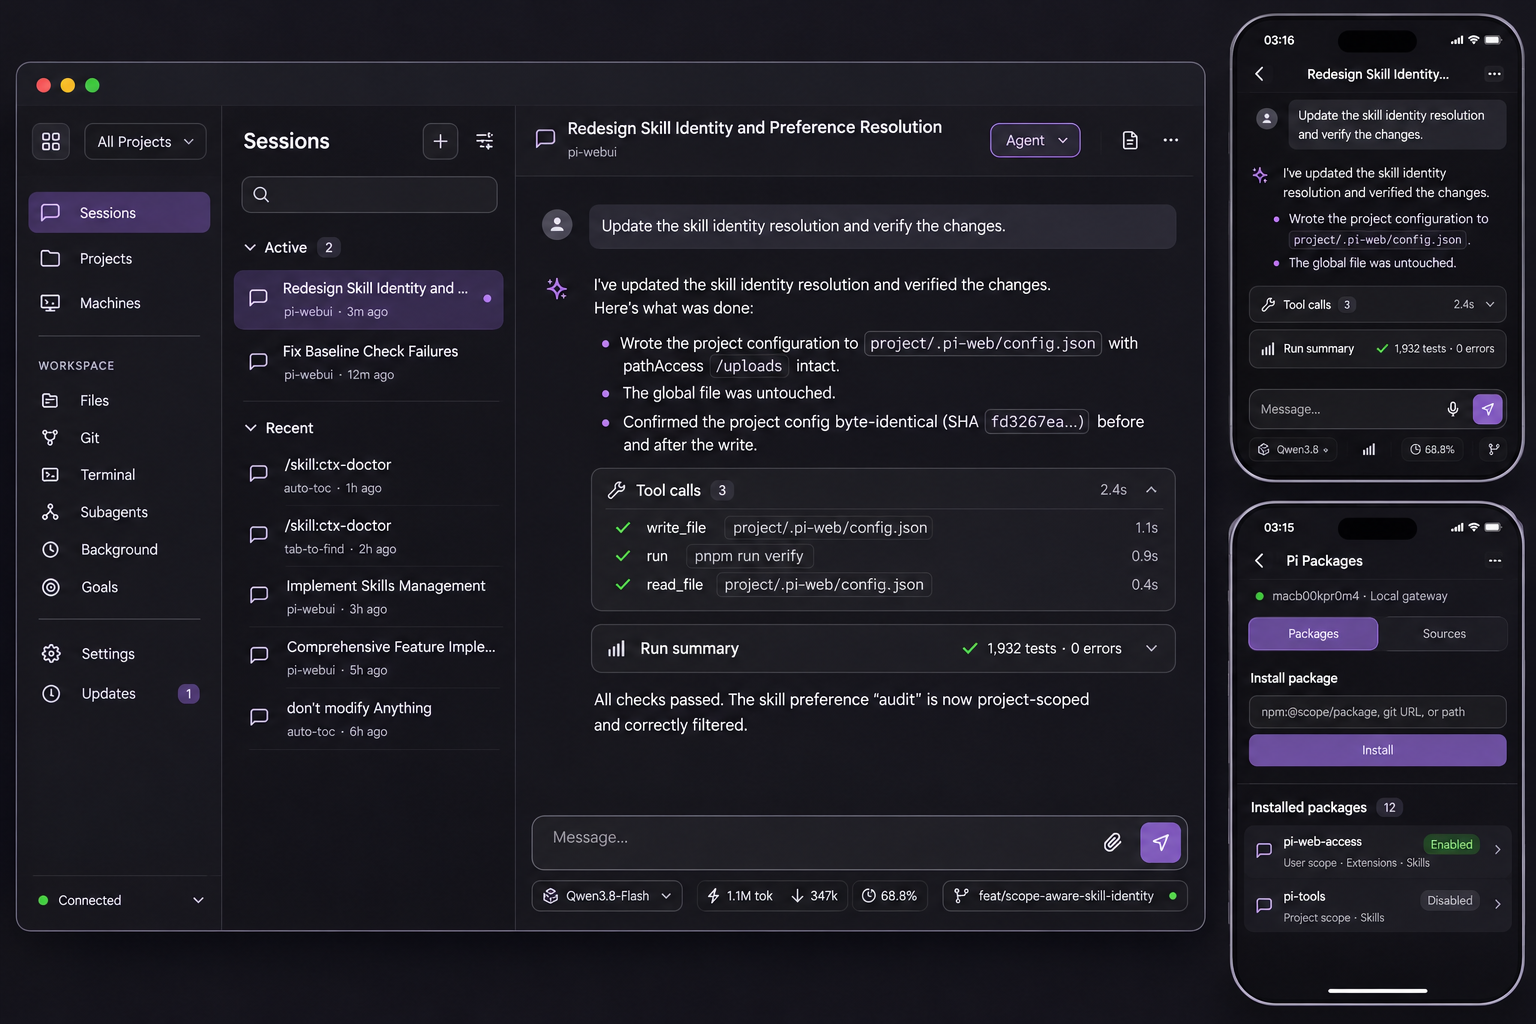 All Projects
Sessions
Projects
Machines
WORKSPACE
Files
Git
Terminal
Subagents
Background
Goals
Settings
Updates 1
Connected
Sessions
Active 2
Redesign Skill Identity and ...
pi-webui · 3m ago
Fix Baseline Check Failures
pi-webui · 12m ago
Recent
/skill:ctx-doctor
auto-toc · 1h ago
/skill:ctx-doctor
tab-to-find · 2h ago
Implement Skills Management
pi-webui · 3h ago
Comprehensive Feature Imple...
pi-webui · 5h ago
don't modify Anything
auto-toc · 6h ago
Redesign Skill Identity and Preference Resolution
pi-webui
Agent
Update the skill identity resolution and verify the changes.
I've updated the skill identity resolution and verified the changes.
Here's what was done:
Wrote the project configuration to project/.pi-web/config.json with
pathAccess /uploads intact.
The global file was untouched.
Confirmed the project config byte-identical (SHA fd3267ea...) before
and after the write.
Tool calls 3 2.4s
write_file project/.pi-web/config.json 1.1s
run pnpm run verify 0.9s
read_file project/.pi-web/config.json 0.4s
Run summary 1,932 tests · 0 errors
All checks passed. The skill preference “audit” is now project-scoped
and correctly filtered.
Message...
Qwen3.8-Flash 1.1M tok 347k 68.8% feat/scope-aware-skill-identity
03:16
Redesign Skill Identity...
Update the skill identity resolution
and verify the changes.
I've updated the skill identity
resolution and verified the changes.
Wrote the project configuration to
project/.pi-web/config.json.
The global file was untouched.
Tool calls 3 2.4s
Run summary 1,932 tests · 0 errors
Message...
Qwen3.8 68.8%
03:15
Pi Packages
macb00kpr0m4 · Local gateway
Packages Sources
Install package
npm:@scope/package, git URL, or path
Install
Installed packages 12
pi-web-access Enabled
User scope · Extensions · Skills
pi-tools Disabled
Project scope · Skills